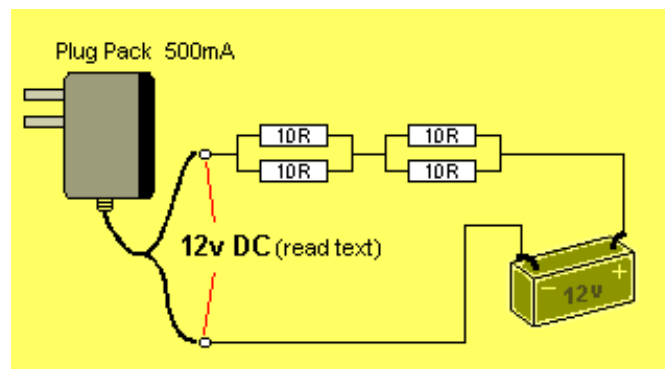 Plug Pack 500mA
10R 10R
10R 10R
12v DC (read text)
- +
12v